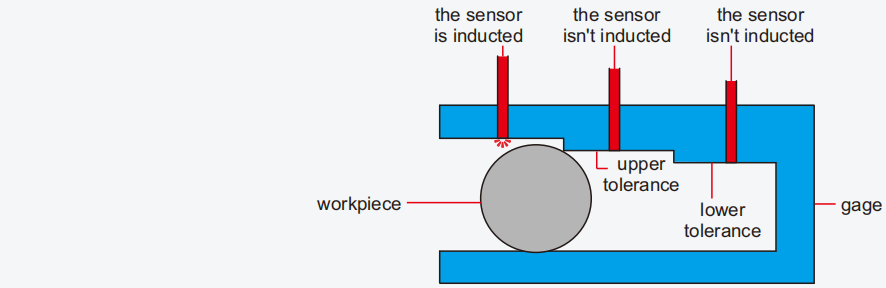 the sensor
is inducted
the sensor
isn't inducted
the sensor
isn't inducted
upper
tolerance
workpiece
lower
tolerance
gage